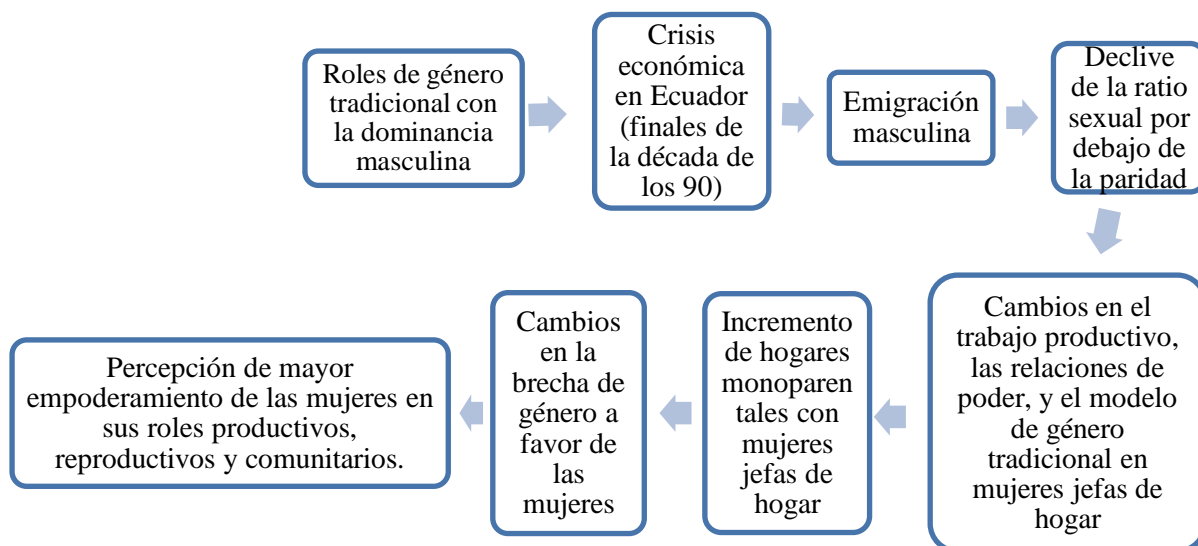 Roles de género
tradicional con
la dominancia
masculina
Crisis
económica
en Ecuador
(finales de
la década de
los 90)
Emigración
masculina
Declive
de la ratio
sexual por
debajo de
la paridad
Cambios en el
trabajo productivo,
las relaciones de
poder, y el modelo
de género
tradicional en
mujeres jefas de
hogar
Incremento
de hogares
monoparen
tales con
mujeres
jefas de
hogar
Cambios
en la
brecha de
género a
favor de
las
mujeres
Percepción de mayor
empoderamiento de las mujeres en
sus roles productivos,
reproductivos y comunitarios.